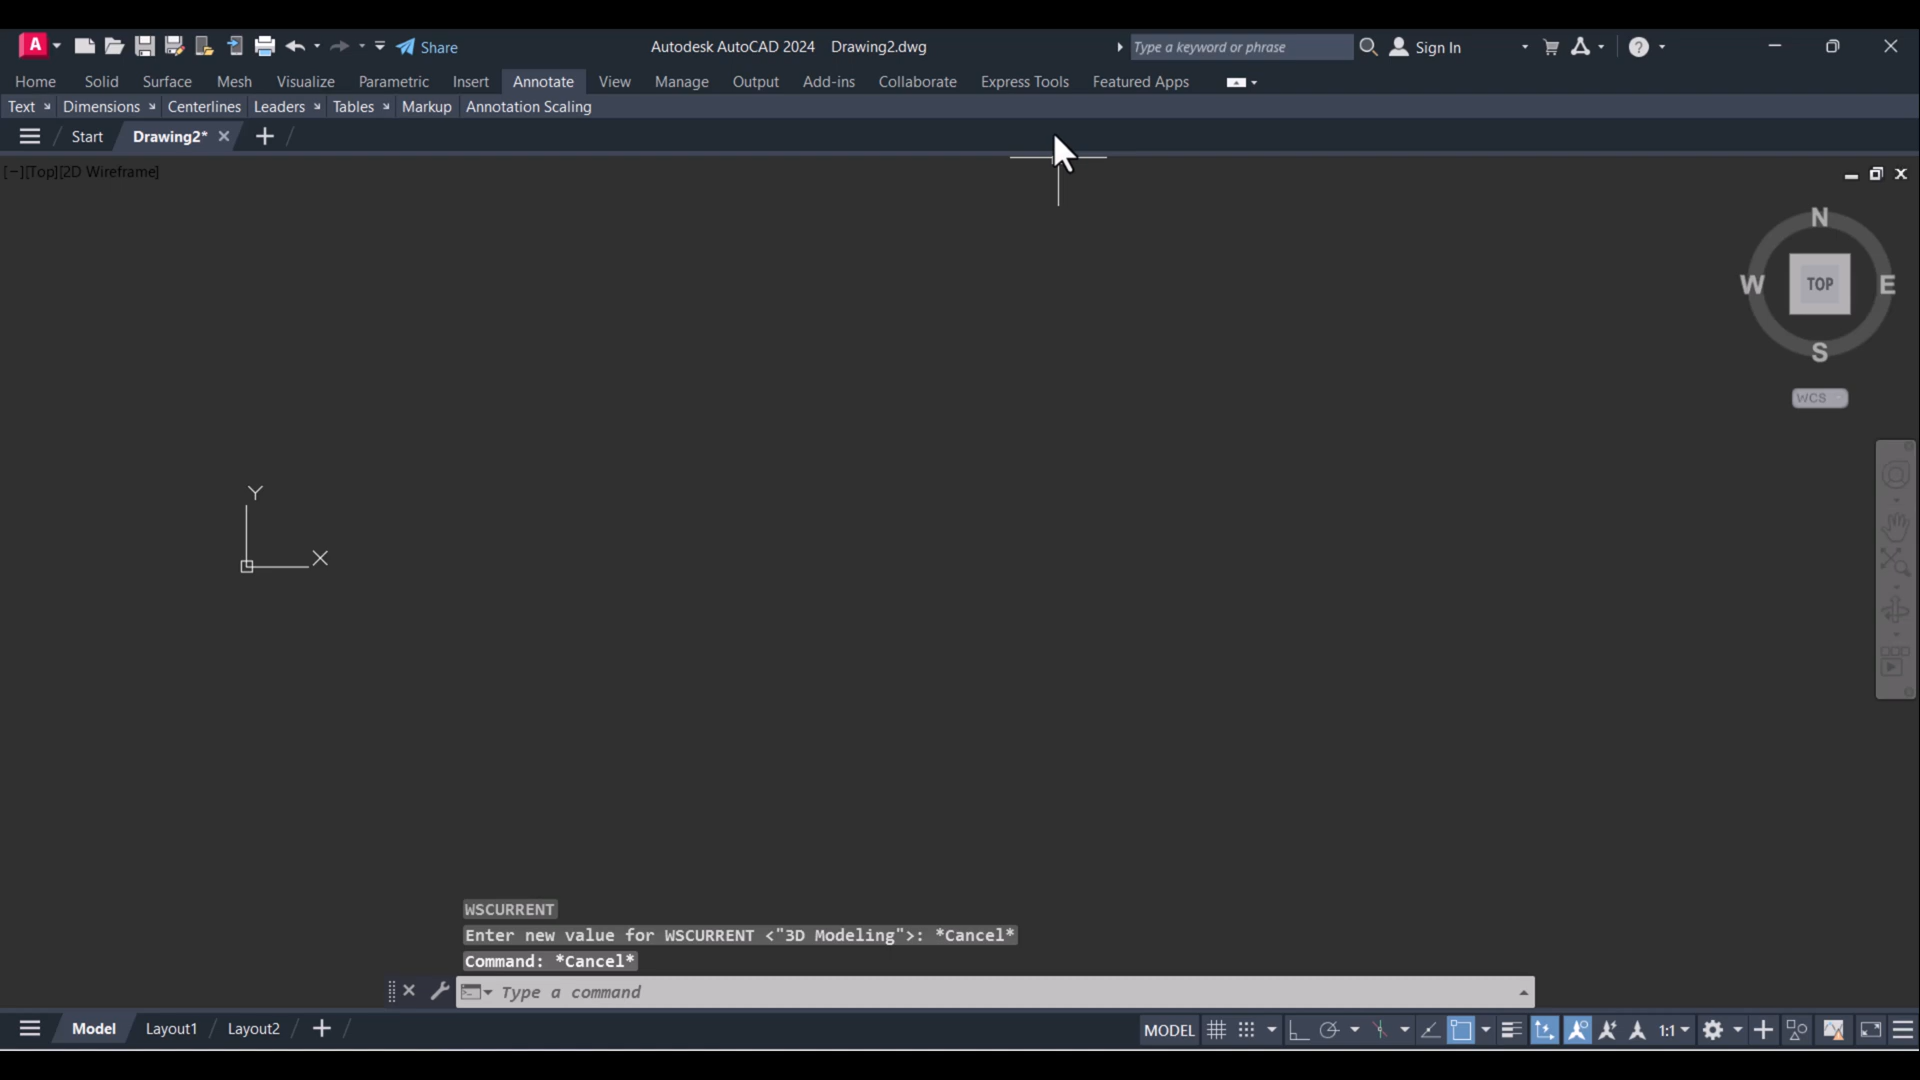 A Share Autodesk AutoCAD 2024 Drawing2.dwg Type a keyword or phrase Sign In
Home Solid Surface Mesh Visualize Parametric Insert Annotate View Manage Output Add-ins Collaborate Express Tools Featured Apps
Text Dimensions Centerlines Leaders Tables Markup Annotation Scaling
Start Drawing2*
[−][Top][2D Wireframe]
N
W TOP E
S
WCS
Y
X
WSCURRENT
Enter new value for WSCURRENT <"3D Modeling">: *Cancel*
Command: *Cancel*
Type a command
Model Layout1 Layout2 MODEL 1:1